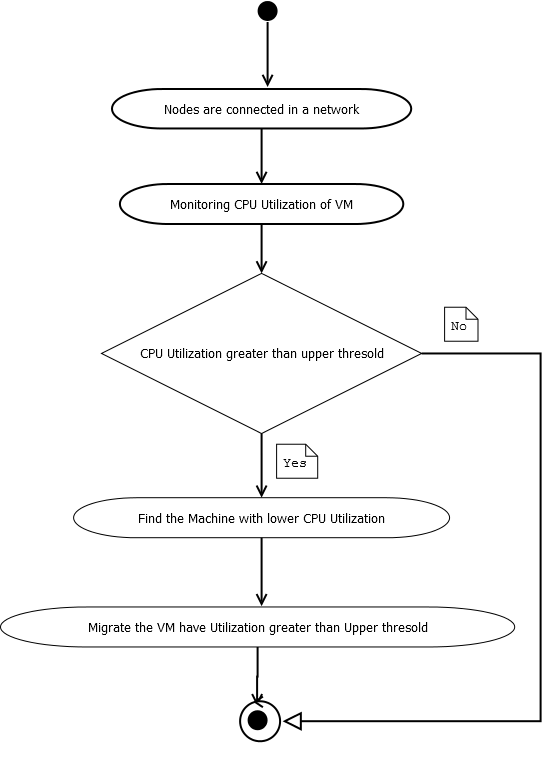 Nodes are connected in a network
Monitoring CPU Utilization of VM
CPU Utilization greater than upper thresold
No
Yes
Find the Machine with lower CPU Utilization
Migrate the VM have Utilization greater than Upper thresold